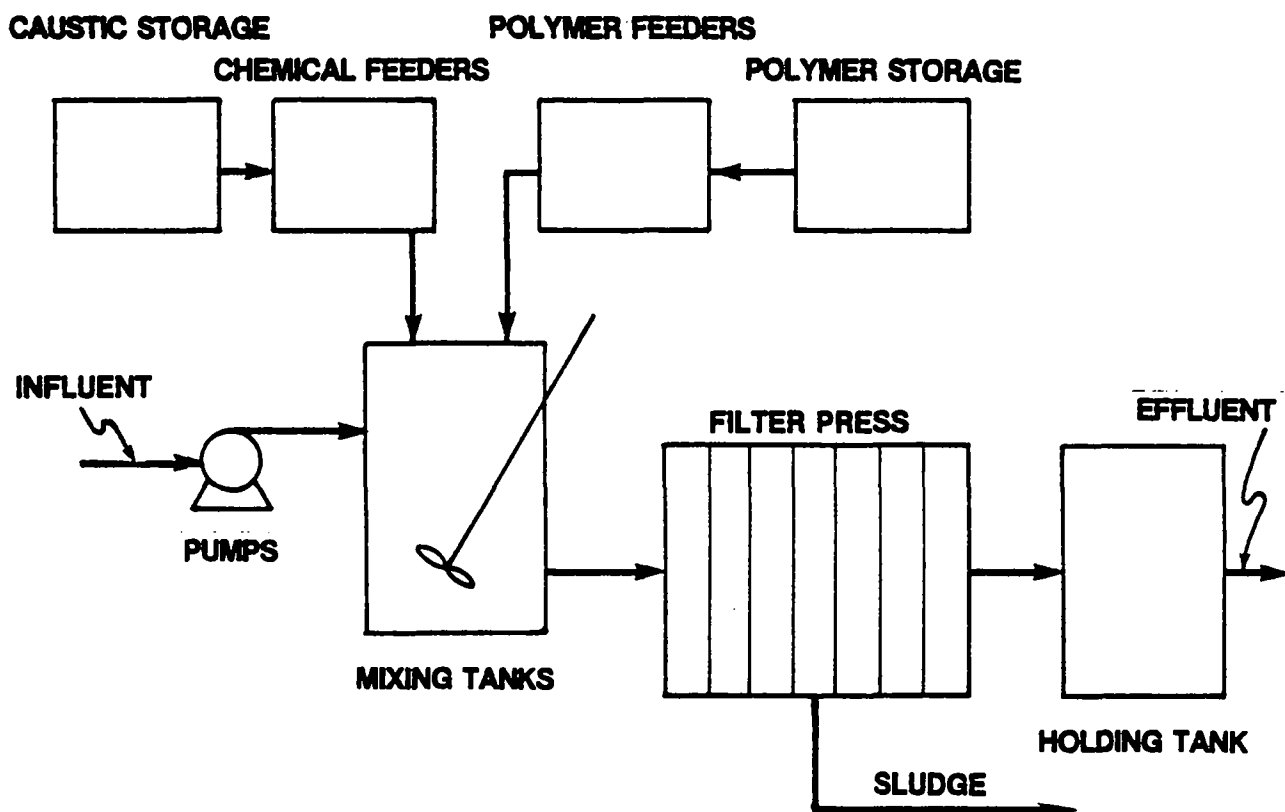 CAUSTIC STORAGE
POLYMER FEEDERS
CHEMICAL FEEDERS
POLYMER STORAGE
INFLUENT
EFFLUENT
FILTER PRESS
PUMPS
MIXING TANKS
HOLDING TANK
SLUDGE